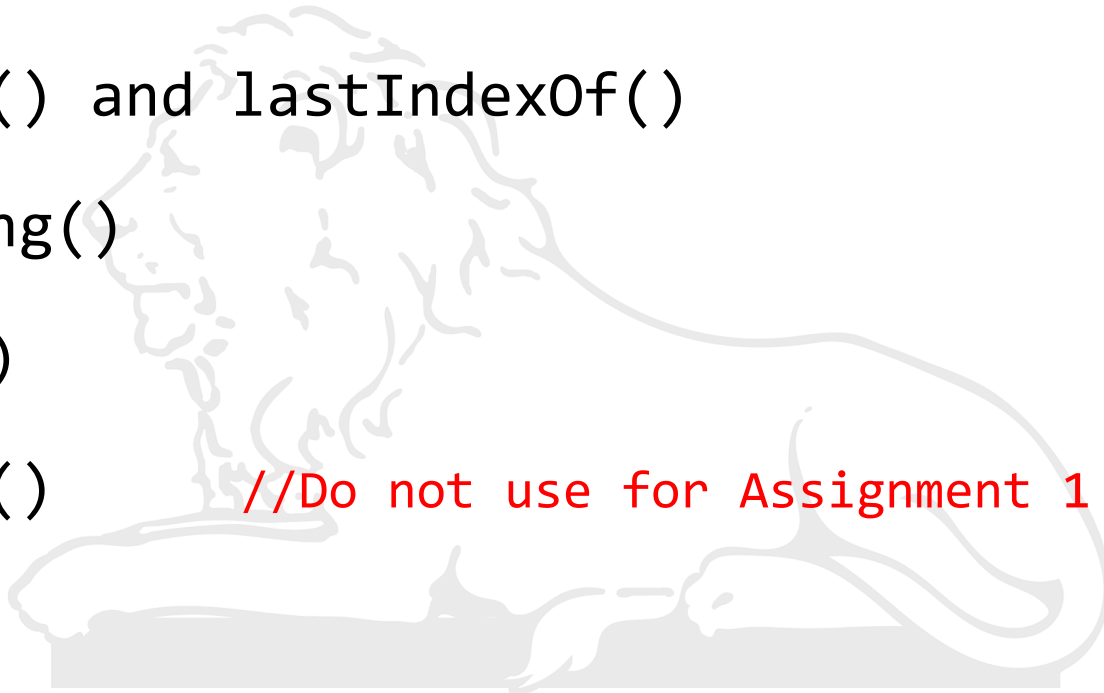 () and lastIndexOf()
ng()
)
() //Do not use for Assignment 1